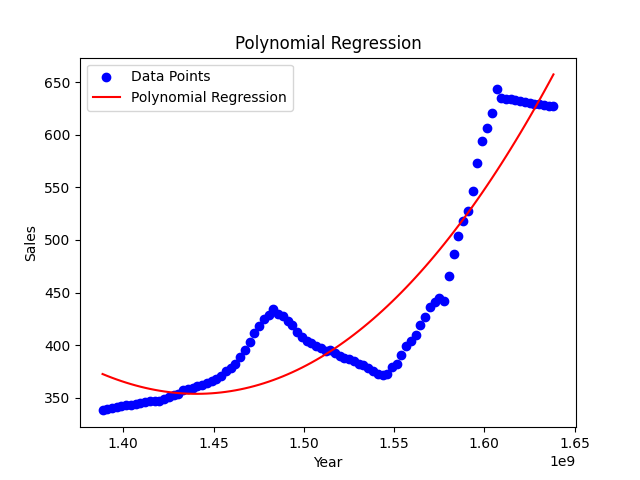 Polynomial Regression
Data Points
Polynomial Regression
Sales
650
600
550
500
450
400
350
1.40
1.45
1.50
1.55
1.60
1.65
1e9
Year